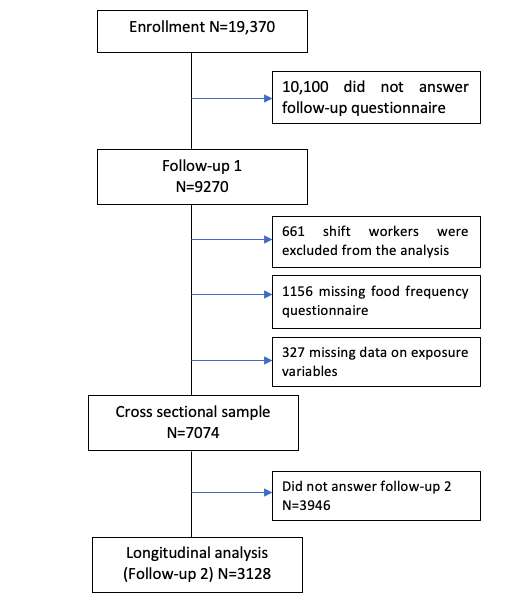 Enrollment N=19,370
10,100 did not answer
follow-up questionnaire
Follow-up 1
N=9270
661 shift workers were
excluded from the analysis
1156 missing food frequency
questionnaire
327 missing data on exposure
variables
Cross sectional sample
N=7074
Did not answer follow-up 2
N=3946
Longitudinal analysis
(Follow-up 2) N=3128